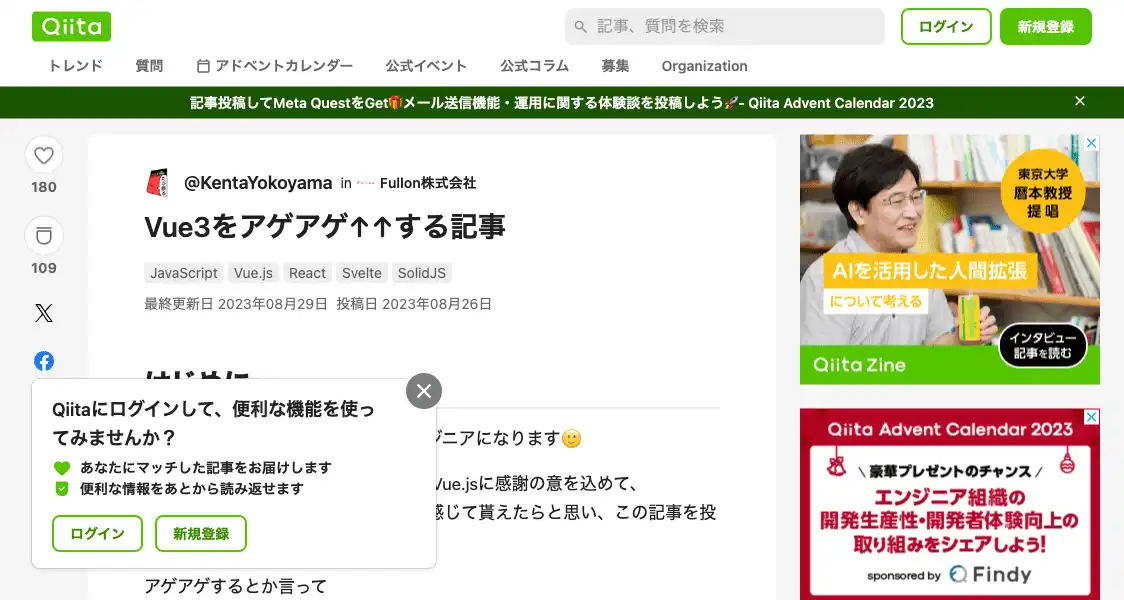 Qiita
記事、質問を検索
ログイン
新規登録
トレンド
質問
アドベントカレンダー
公式イベント
公式コラム
募集
Organization
記事投稿してMeta QuestをGet🎁メール送信機能・運用に関する体験談を投稿しよう🚀- Qiita Advent Calendar 2023
180
109
@KentaYokoyama in Fullon株式会社
Vue3をアゲアゲ↑↑する記事
JavaScript Vue.js React Svelte SolidJS
最終更新日 2023年08月29日 投稿日 2023年08月26日
はじめに
ジニアになります🙂
Vue.jsに感謝の意を込めて、
感じて貰えたらと思い、この記事を投
アゲアゲするとか言って
Qiitaにログインして、便利な機能を使っ
てみませんか？
あなたにマッチした記事をお届けします
便利な情報をあとから読み返せます
ログイン
新規登録
東京大学
暦本教授
提唱
AIを活用した人間拡張
について考える
インタビュー
記事を読む
Qiita Zine
Qiita Advent Calendar 2023
\ 豪華プレゼントのチャンス /
エンジニア組織の
開発生産性・開発者体験向上の
取り組みをシェアしよう!
sponsored by Findy